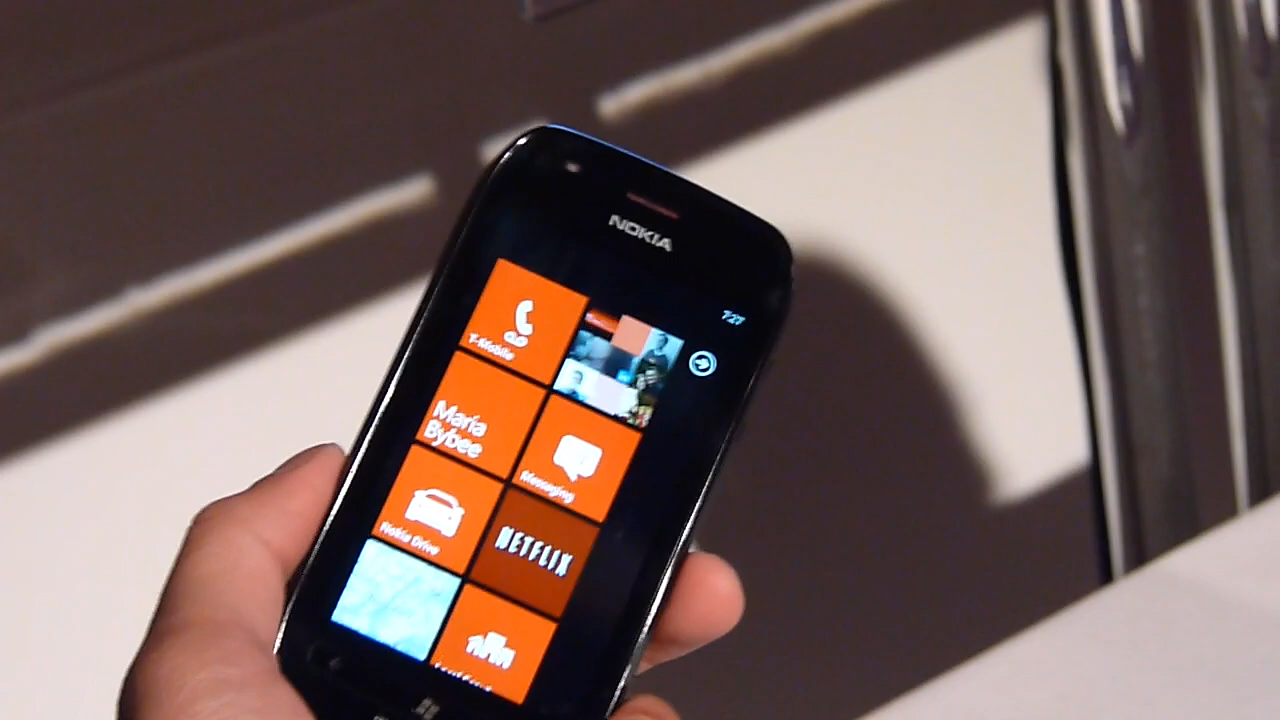 NOKIA
7:27
T-Mobile
Maria
Bybee
Messaging
Nokia Drive
NETFLIX